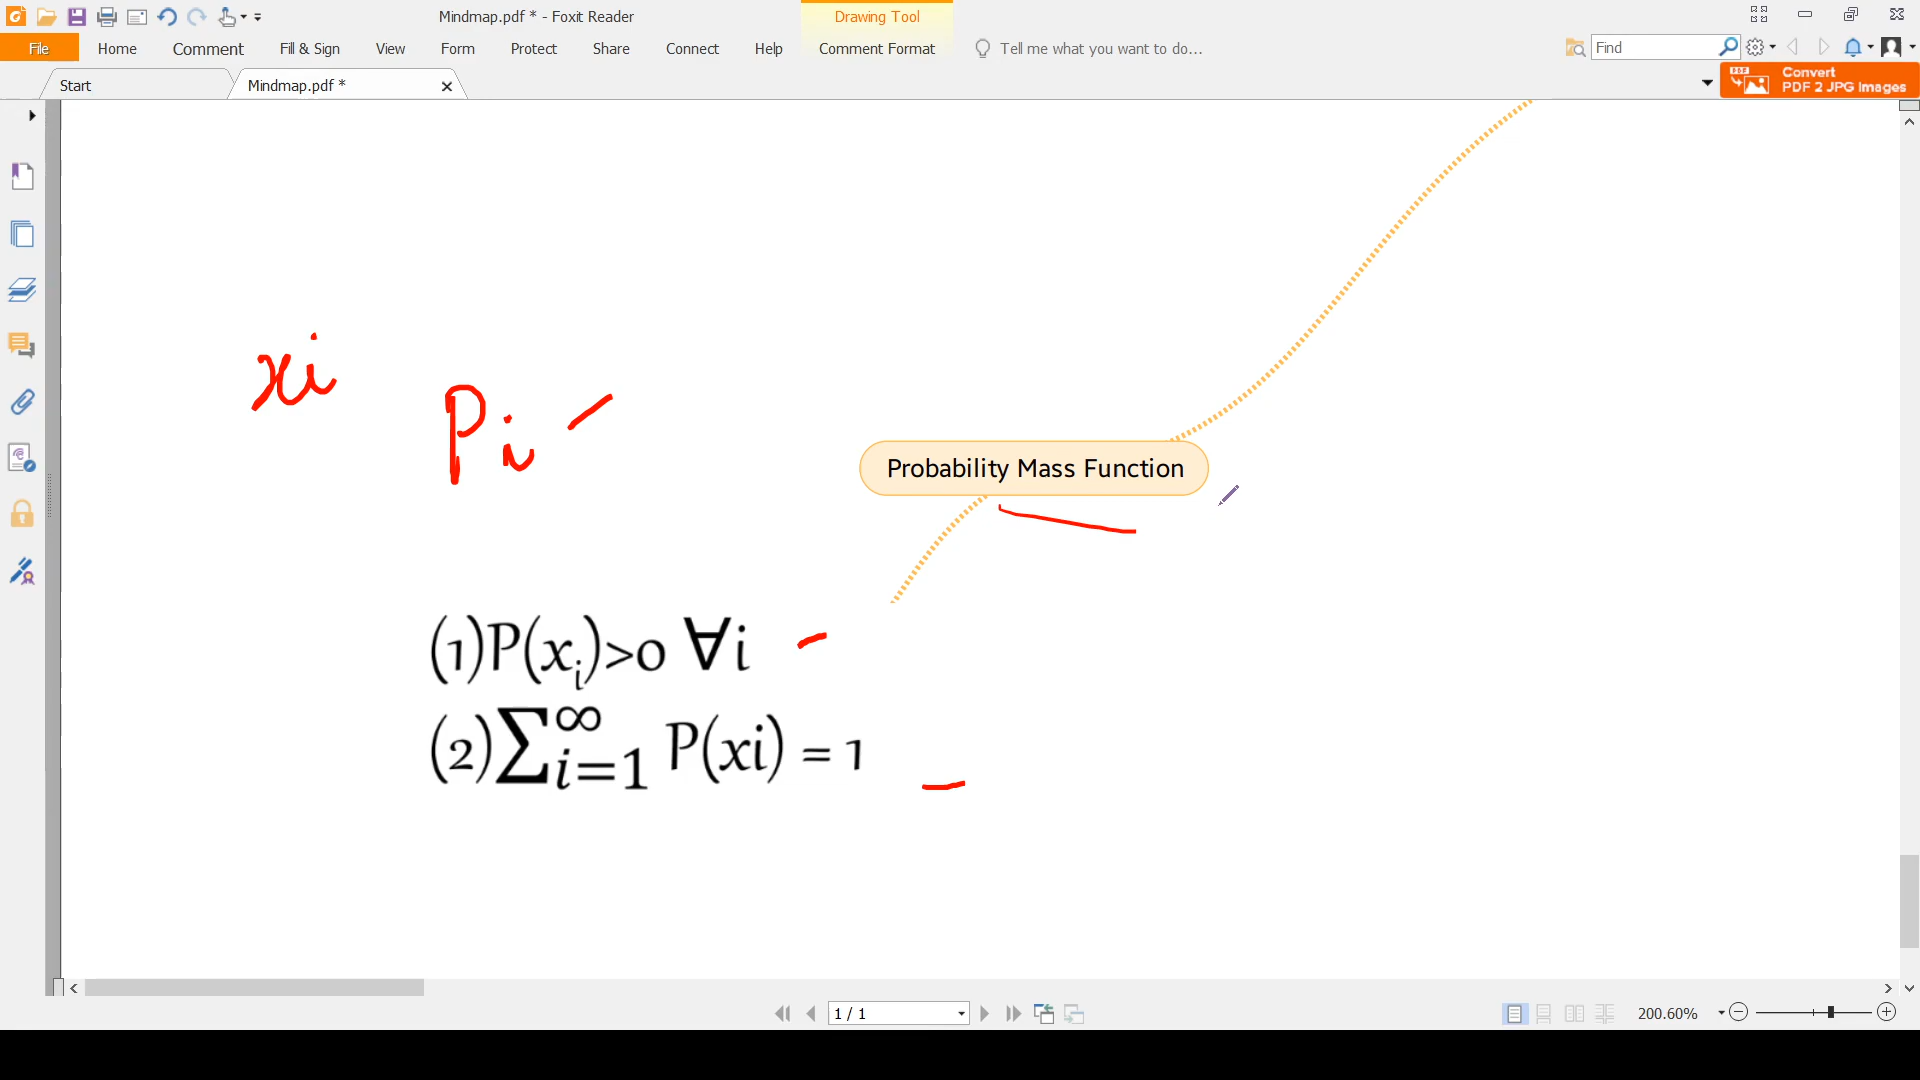 Mindmap.pdf * - Foxit Reader
Drawing Tool
File Home Comment Fill & Sign View Form Protect Share Connect Help Comment Format Tell me what you want to do... Find
Start Mindmap.pdf * Convert
PDF 2 JPG Images
xi
Pi
Probability Mass Function
(1)P(xᵢ)>0 ∀i
(2)∑∞i=1 P(xi) = 1
1 / 1 200.60%